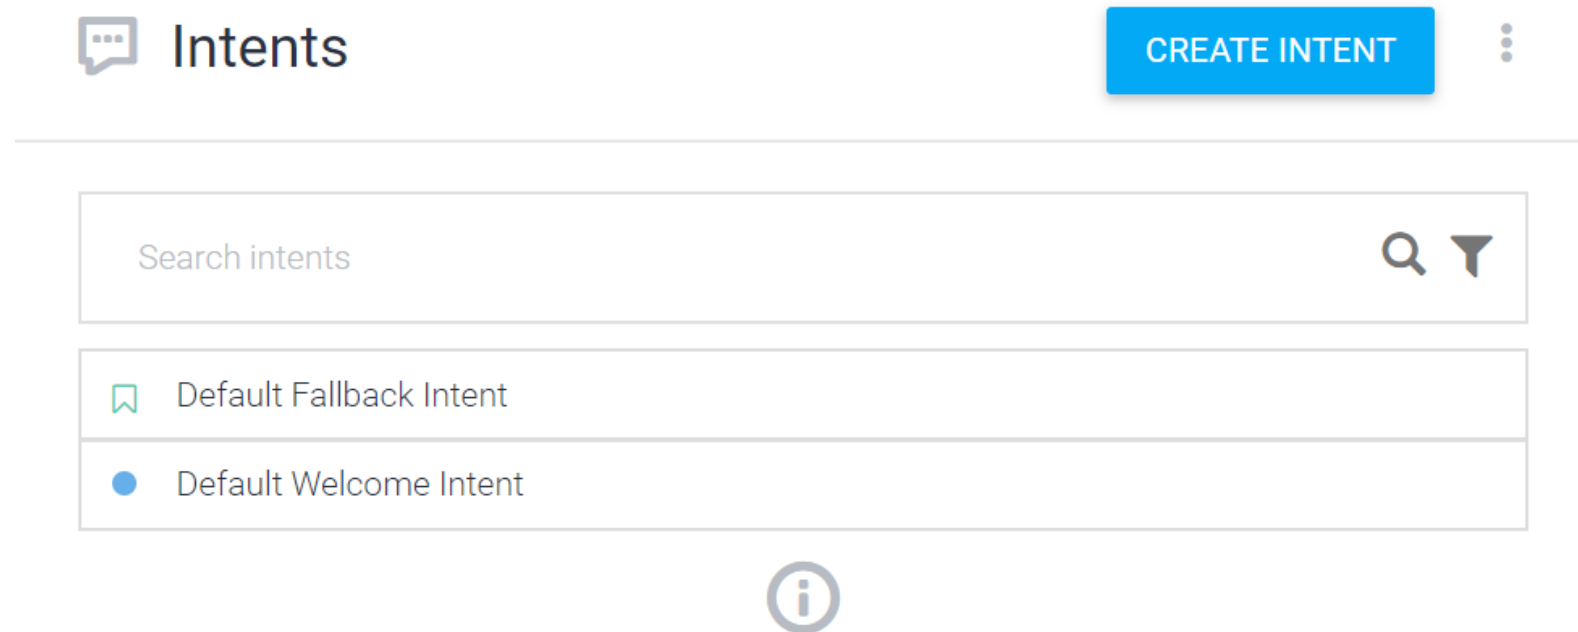 Intents
CREATE INTENT
Search intents
Default Fallback Intent
Default Welcome Intent